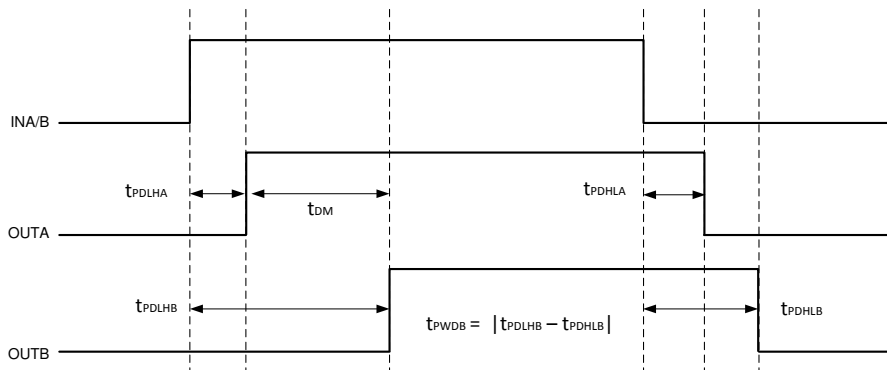 INA/B
tPDLHA
tDM
tPDHLA
OUTA
tPDLHB
tPWDB = |tPDLHB – tPDHLB|
tPDHLB
OUTB